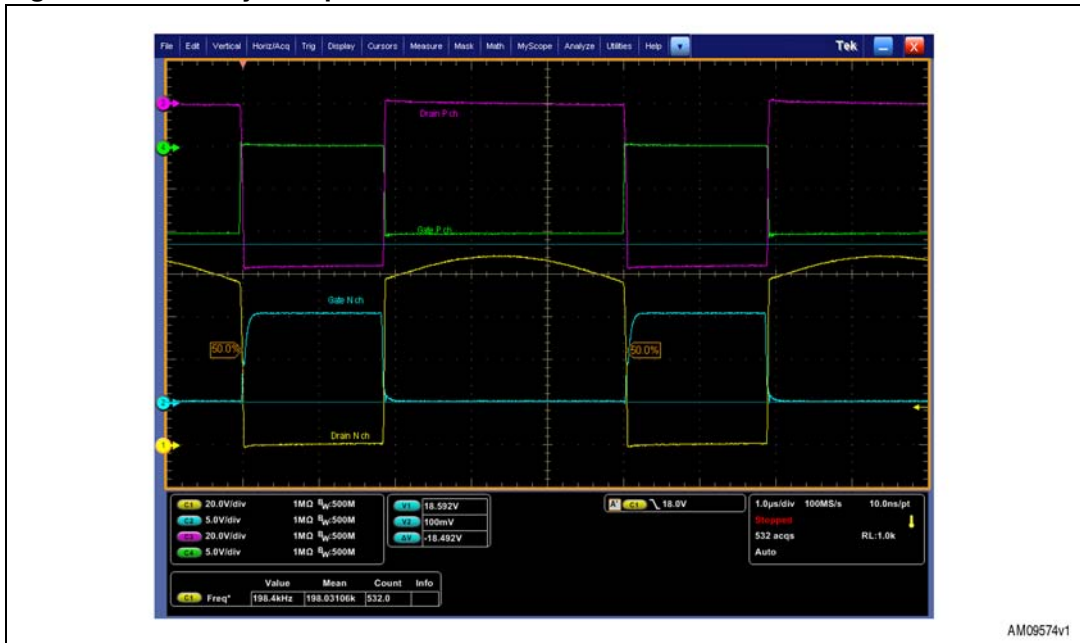 File Edit Vertical Horiz/Acq Trig Display Cursors Measure Mask Math MyScope Analyze Utilities Help Tek X
3
Drain P ch
4
Gate P ch
Gate N ch
50.0% 50.0%
2
Drain N ch
1
C1 20.0V/div 1MΩ BW:500M
C2 5.0V/div 1MΩ BW:500M
C3 20.0V/div 1MΩ BW:500M
C4 5.0V/div 1MΩ BW:500M
V1 18.592V
V2 100mV
ΔV -18.492V
A' C1 18.0V
1.0µs/div 100MS/s 10.0ns/pt
Stopped
532 acqs RL:1.0k
Auto
Value Mean Count Info
C1 Freq* 198.4kHz 198.03106k 532.0
AM09574v1